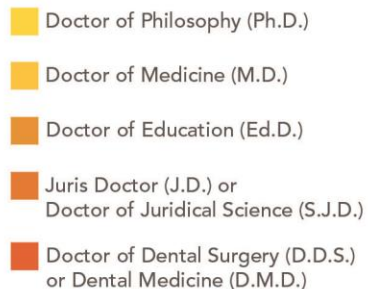 Doctor of Philosophy (Ph.D.)
Doctor of Medicine (M.D.)
Doctor of Education (Ed.D.)
Juris Doctor (J.D.) or
Doctor of Juridical Science (S.J.D.)
Doctor of Dental Surgery (D.D.S.)
or Dental Medicine (D.M.D.)